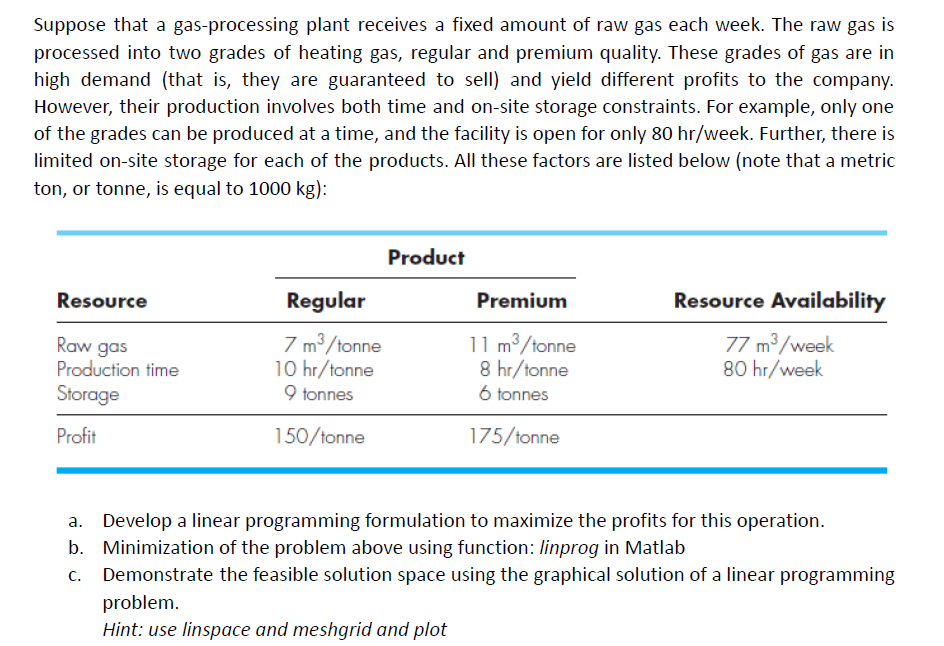 Suppose that a gas-processing plant receives a fixed amount of raw gas each week. The raw gas is
processed into two grades of heating gas, regular and premium quality. These grades of gas are in
high demand (that is, they are guaranteed to sell) and yield different profits to the company.
However, their production involves both time and on-site storage constraints. For example, only one
of the grades can be produced at a time, and the facility is open for only 80 hr/week. Further, there is
limited on-site storage for each of the products. All these factors are listed below (note that a metric
ton, or tonne, is equal to 1000 kg):
Product
Resource Regular Premium Resource Availability
Raw gas 7 m³/tonne 11 m³/tonne 77 m³/week
Production time 10 hr/tonne 8 hr/tonne 80 hr/week
Storage 9 tonnes 6 tonnes
Profit 150/tonne 175/tonne
a. Develop a linear programming formulation to maximize the profits for this operation.
b. Minimization of the problem above using function: linprog in Matlab
c. Demonstrate the feasible solution space using the graphical solution of a linear programming
problem.
Hint: use linspace and meshgrid and plot